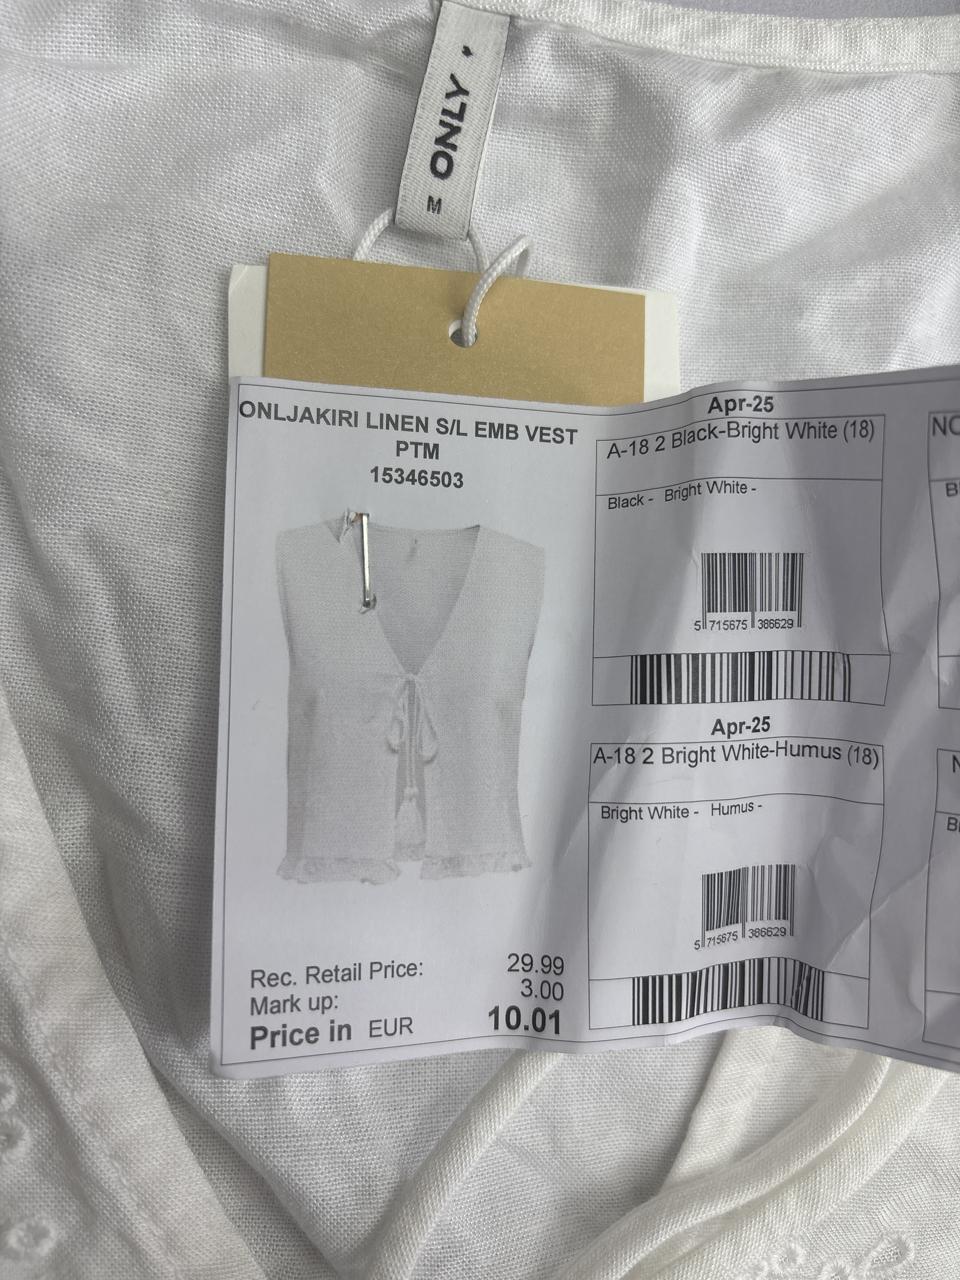 M ONLY
ONLJAKIRI LINEN S/L EMB VEST
PTM
15346503
Rec. Retail Price: 29.99
Mark up: 3.00
Price in EUR 10.01
Apr-25
A-18 2 Black-Bright White (18)
Black - Bright White -
5 715675 386629
Apr-25
A-18 2 Bright White-Humus (18)
Bright White - Humus -
5 715675 386629